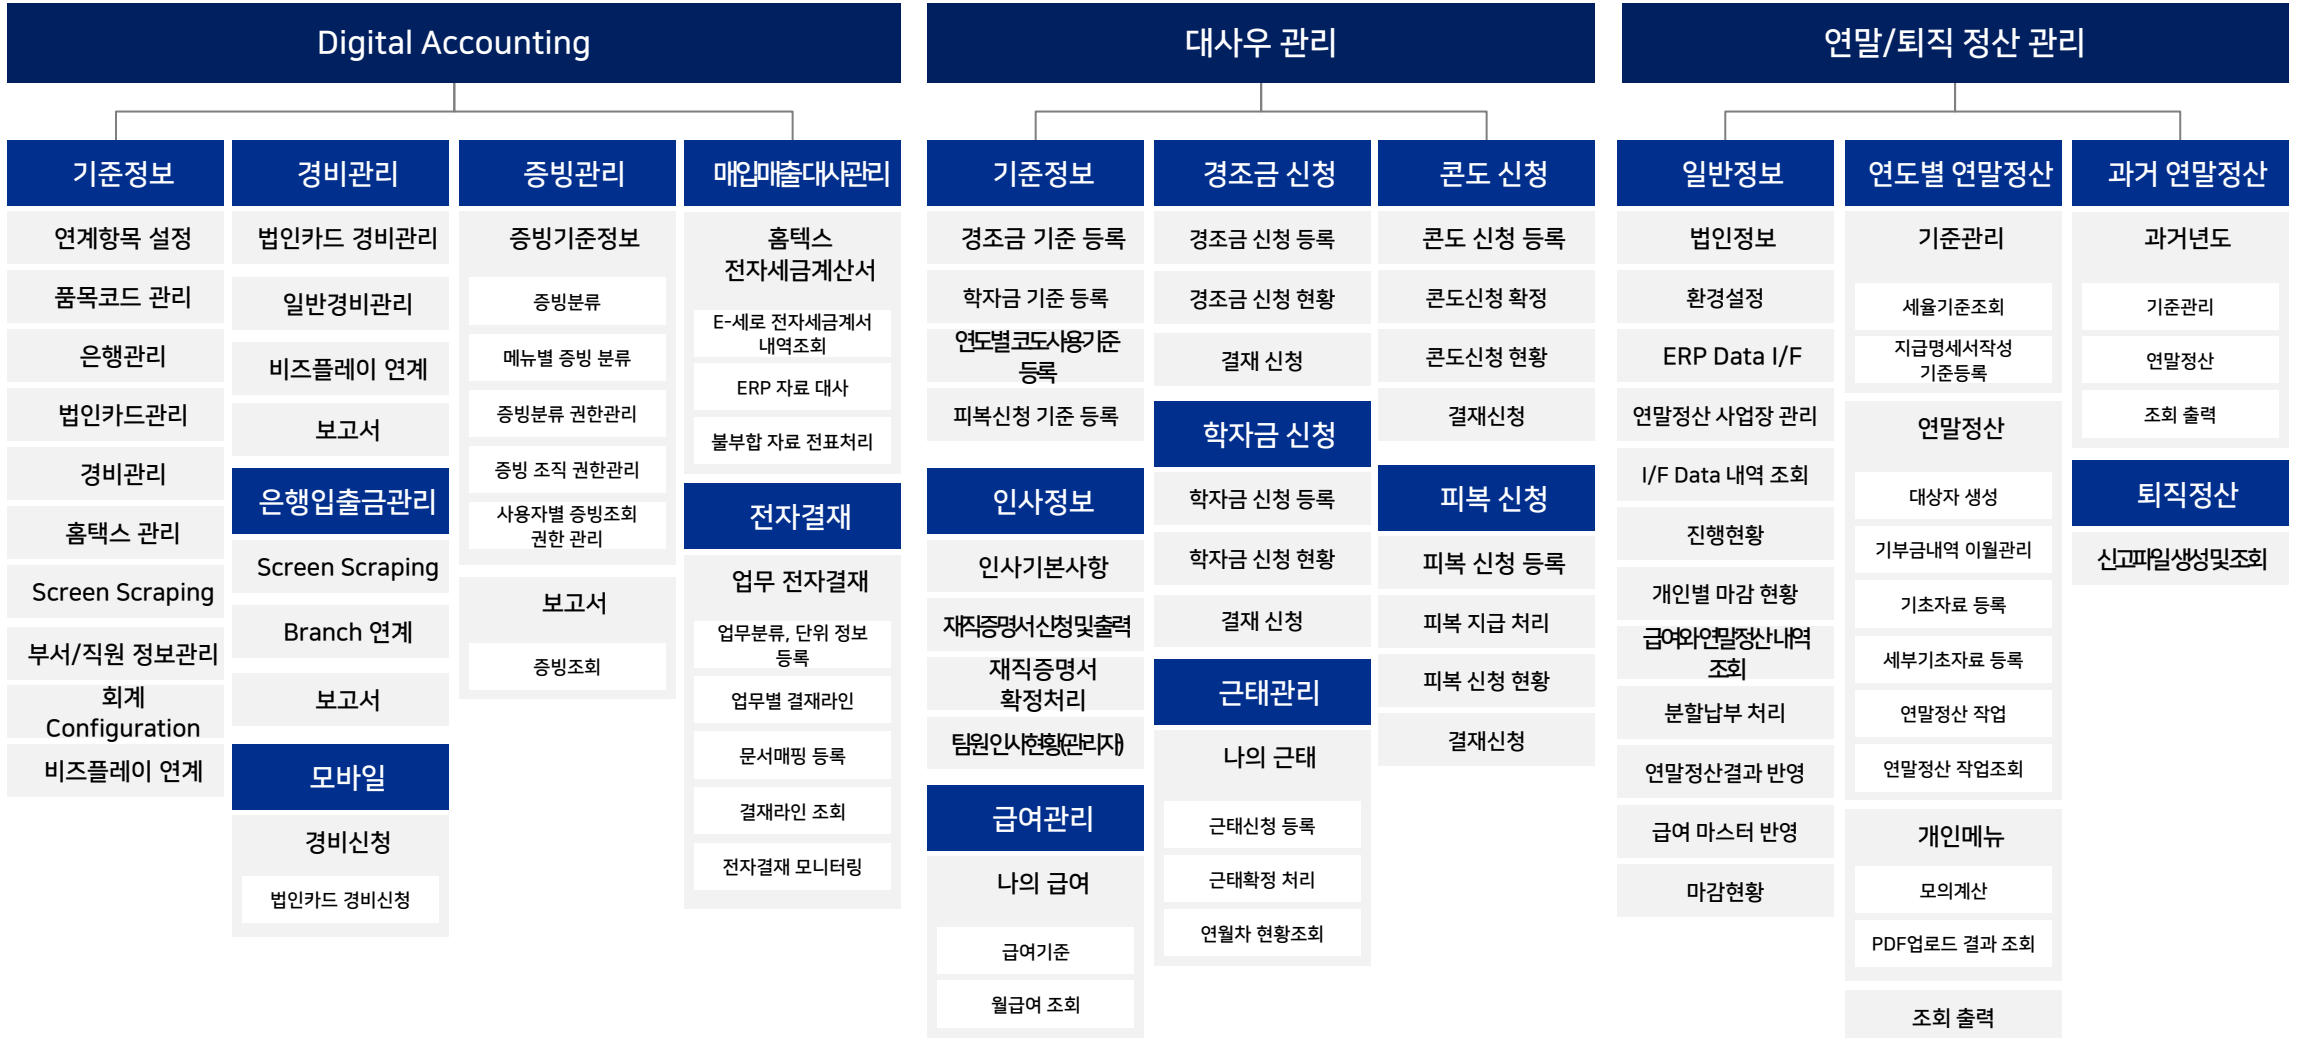 Digital Accounting
기준정보
연계항목 설정
품목코드 관리
은행관리
법인카드관리
경비관리
홈택스 관리
Screen Scraping
부서/직원 정보관리
회계
Configuration
비즈플레이 연계
경비관리
법인카드 경비관리
일반경비관리
비즈플레이 연계
보고서
은행입출금관리
Screen Scraping
Branch 연계
보고서
모바일
경비신청
법인카드 경비신청
증빙관리
증빙기준정보
증빙분류
메뉴별 증빙 분류
증빙분류 권한관리
증빙 조직 권한관리
사용자별 증빙조회
권한 관리
보고서
증빙조회
매입매출대사관리
홈텍스
전자세금계산서
E-세로 전자세금계서
내역조회
ERP 자료 대사
불부합 자료 전표처리
전자결재
업무 전자결재
업무분류, 단위 정보
등록
업무별 결재라인
문서매핑 등록
결재라인 조회
전자결재 모니터링
대사우 관리
기준정보
경조금 기준 등록
학자금 기준 등록
연도별코도사용기준
등록
피복신청 기준 등록
인사정보
인사기본사항
재직증명서 신청 및 출력
재직증명서
확정처리
팀원 인사현황(관리자)
급여관리
나의 급여
급여기준
월급여 조회
경조금 신청
경조금 신청 등록
경조금 신청 현황
결재 신청
학자금 신청
학자금 신청 등록
학자금 신청 현황
결재 신청
근태관리
나의 근태
근태신청 등록
근태확정 처리
연월차 현황조회
콘도 신청
콘도 신청 등록
콘도신청 확정
콘도신청 현황
결재신청
피복 신청
피복 신청 등록
피복 지급 처리
피복 신청 현황
결재신청
연말/퇴직 정산 관리
일반정보
법인정보
환경설정
ERP Data I/F
연말정산 사업장 관리
I/F Data 내역 조회
진행현황
개인별 마감 현황
급여와 연말정산 내역
조회
분할납부 처리
연말정산결과 반영
급여 마스터 반영
마감현황
연도별 연말정산
기준관리
세율기준조회
지급명세서작성
기준등록
연말정산
대상자 생성
기부금내역 이월관리
기초자료 등록
세부기초자료 등록
연말정산 작업
연말정산 작업조회
개인메뉴
모의계산
PDF업로드 결과 조회
조회 출력
과거 연말정산
과거년도
기준관리
연말정산
조회 출력
퇴직정산
신고파일 생성 및 조회